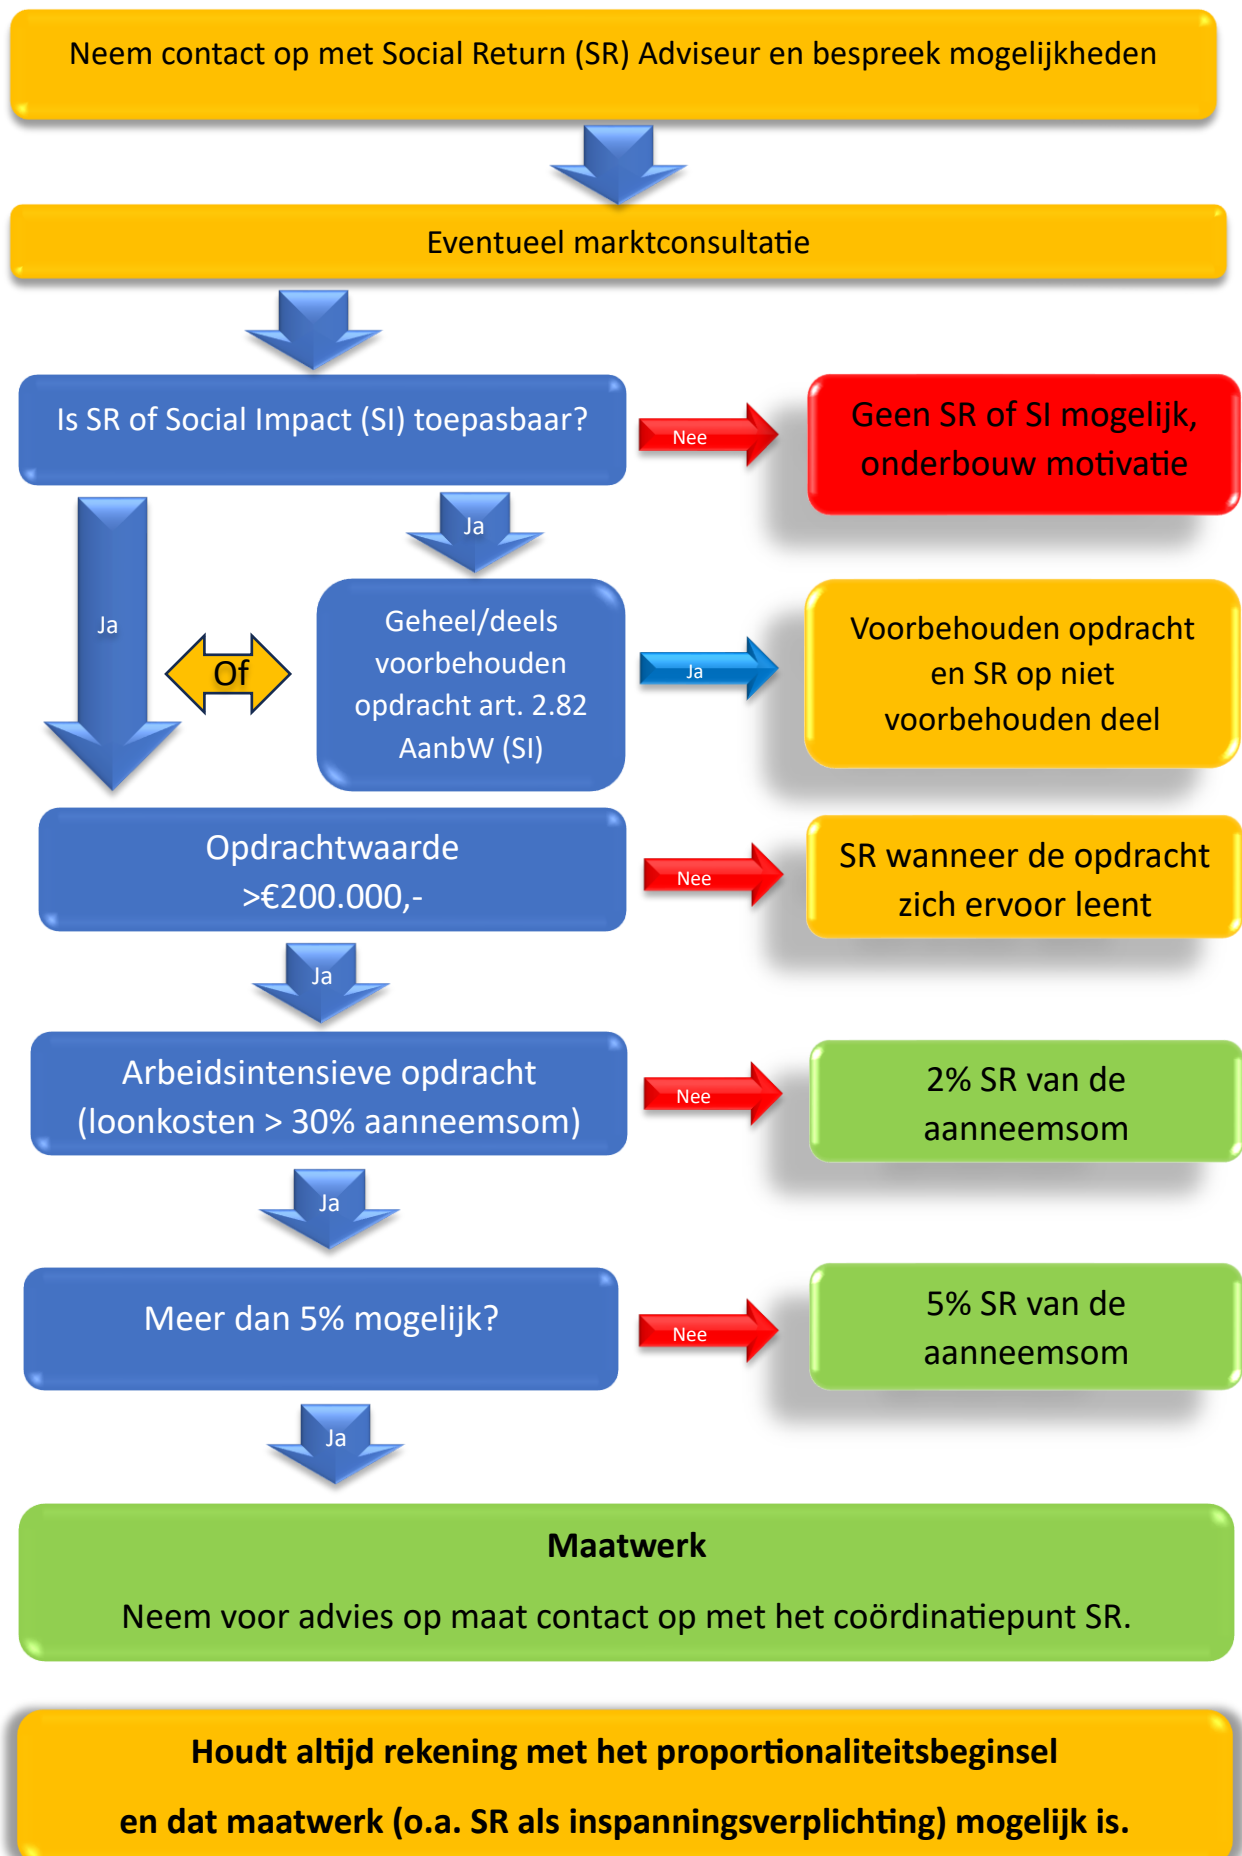 Neem contact op met Social Return (SR) Adviseur en bespreek mogelijkheden
Eventueel marktconsultatie
Is SR of Social Impact (SI) toepasbaar?
Nee
Geen SR of SI mogelijk,
onderbouw motivatie
Ja
Ja
Of
Geheel/deels
voorbehouden
opdracht art. 2.82
AanbW (SI)
Ja
Voorbehouden opdracht
en SR op niet
voorbehouden deel
Opdrachtwaarde
>€200.000,-
Nee
SR wanneer de opdracht
zich ervoor leent
Ja
Arbeidsintensieve opdracht
(loonkosten > 30% aanneemsom)
Nee
2% SR van de
aanneemsom
Ja
Meer dan 5% mogelijk?
Nee
5% SR van de
aanneemsom
Ja
Maatwerk
Neem voor advies op maat contact op met het coördinatiepunt SR.
Houdt altijd rekening met het proportionaliteitsbeginsel
en dat maatwerk (o.a. SR als inspanningsverplichting) mogelijk is.